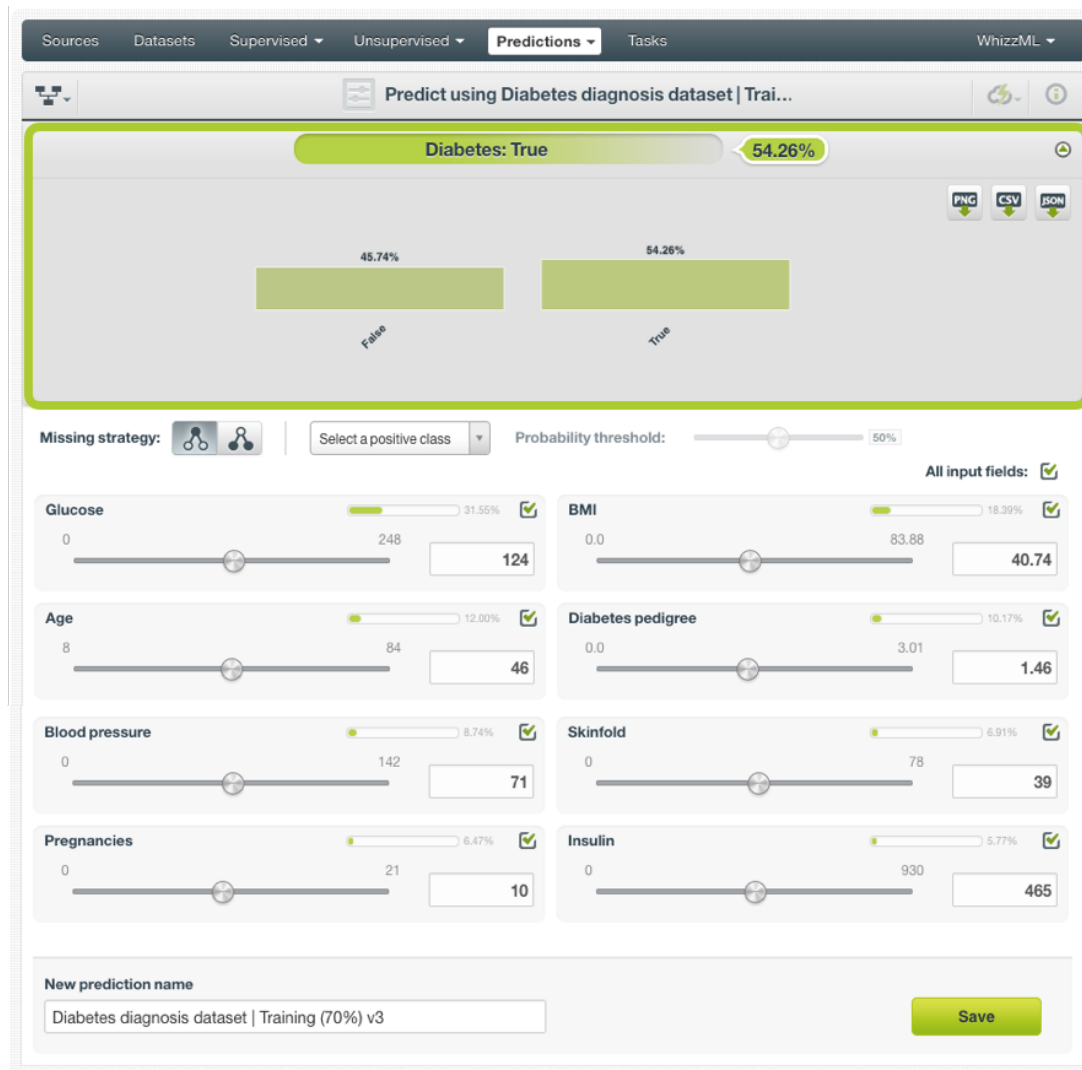 Sources Datasets Supervised Unsupervised Predictions Tasks WhizzML
Predict using Diabetes diagnosis dataset | Trai...
Diabetes: True 54.26%
PNG CSV JSON
45.74% 54.26%
False True
Missing strategy: Select a positive class Probability threshold: 50%
All input fields:
Glucose 31.55% BMI 18.39%
0 248 0.0 83.88
124 40.74
Age 12.00% Diabetes pedigree 10.17%
8 84 0.0 3.01
46 1.46
Blood pressure 8.74% Skinfold 6.91%
0 142 0 78
71 39
Pregnancies 6.47% Insulin 5.77%
0 21 0 930
10 465
New prediction name
Diabetes diagnosis dataset | Training (70%) v3
Save